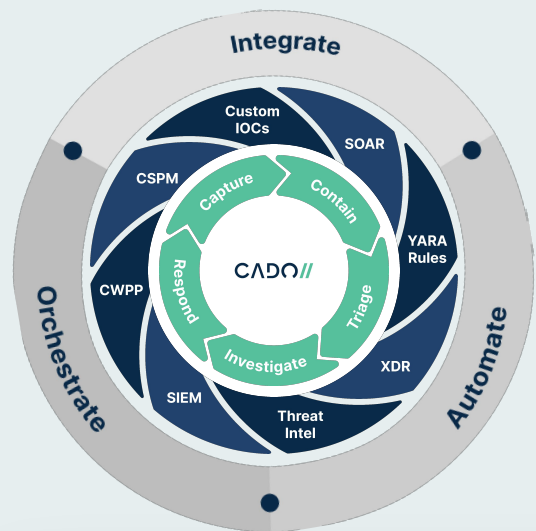 Integrate
Custom
IOCs
SOAR
YARA
Rules
XDR
Threat
Intel
SIEM
CWPP
CSPM
Capture
Contain
Triage
Investigate
Respond
CADO//
Automate
Orchestrate